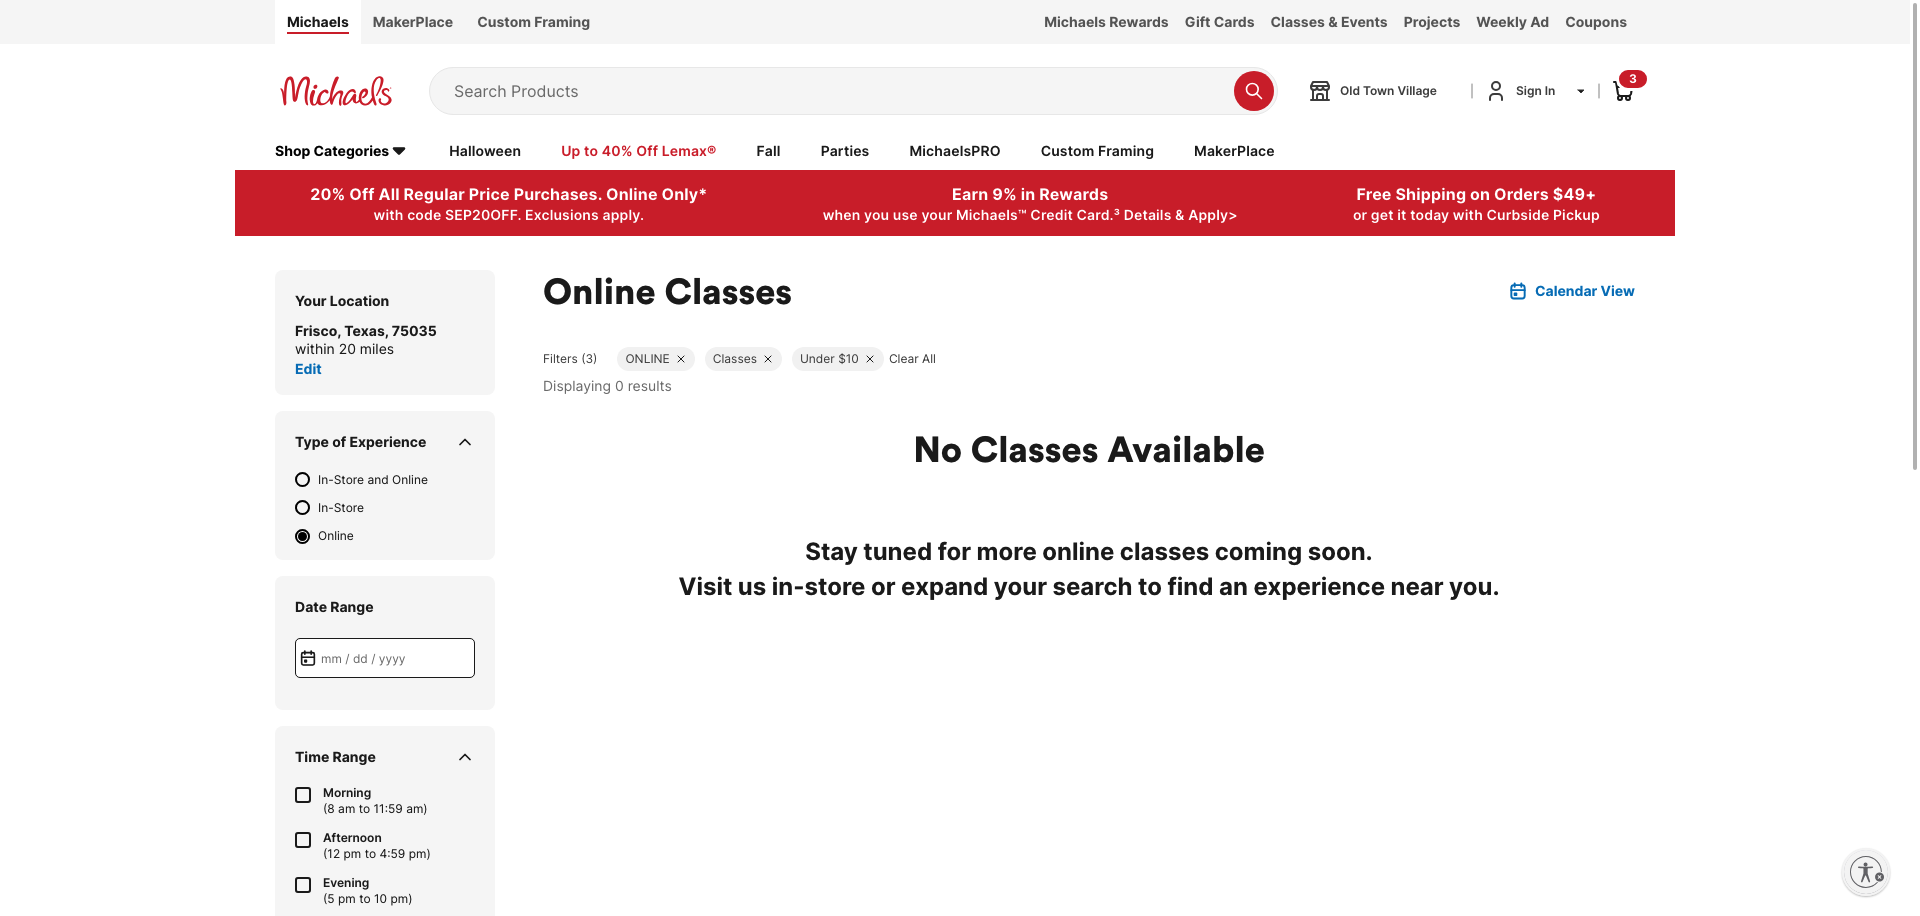 Michaels
MakerPlace
Custom Framing
Michaels Rewards
Gift Cards
Classes & Events
Projects
Weekly Ad
Coupons
Michaels
Search Products
Old Town Village
Sign In
3
Shop Categories
Halloween
Up to 40% Off Lemax®
Fall
Parties
MichaelsPRO
Custom Framing
MakerPlace
20% Off All Regular Price Purchases. Online Only*
with code SEP20OFF. Exclusions apply.
Earn 9% in Rewards
when you use your Michaels™ Credit Card.³ Details & Apply>
Free Shipping on Orders $49+
or get it today with Curbside Pickup
Your Location
Frisco, Texas, 75035
within 20 miles
Edit
Type of Experience
In-Store and Online
In-Store
Online
Date Range
mm / dd / yyyy
Time Range
Morning
(8 am to 11:59 am)
Afternoon
(12 pm to 4:59 pm)
Evening
(5 pm to 10 pm)
Online Classes
Calendar View
Filters (3)
ONLINE
Classes
Under $10
Clear All
Displaying 0 results
No Classes Available
Stay tuned for more online classes coming soon.
Visit us in-store or expand your search to find an experience near you.